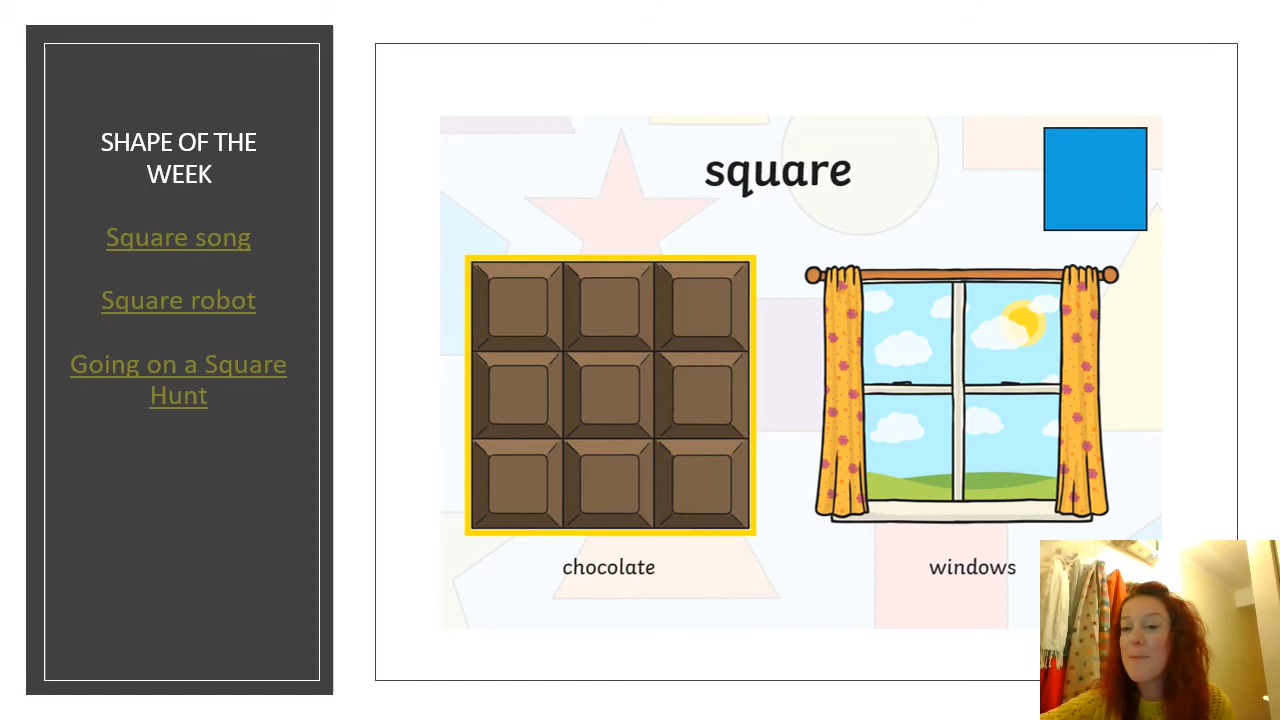 SHAPE OF THE
WEEK
Square song
Square robot
Going on a Square
Hunt
square
chocolate
windows